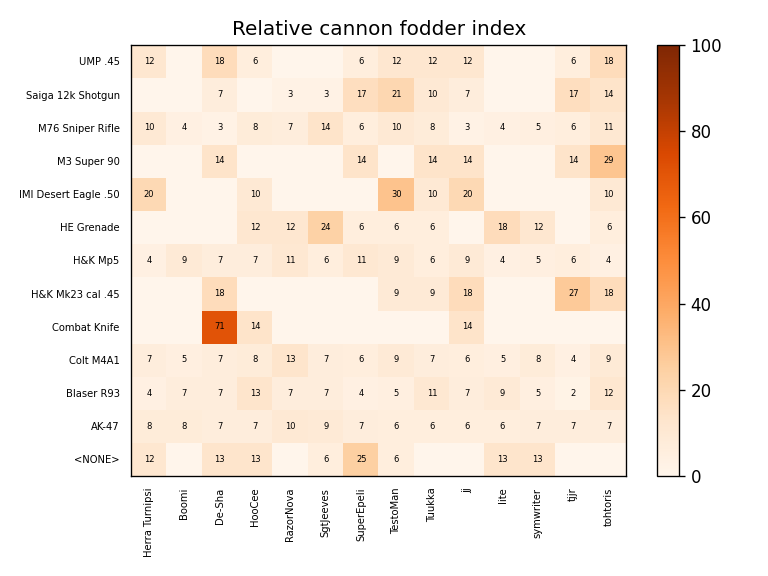 Relative cannon fodder index
UMP .45 12 18 6 6 12 12 12 6 18
Saiga 12k Shotgun 7 3 3 17 21 10 7 17 14
M76 Sniper Rifle 10 4 3 8 7 14 6 10 8 3 4 5 6 11
M3 Super 90 14 14 14 14 14 29
IMI Desert Eagle .50 20 10 30 10 20 10
HE Grenade 12 12 24 6 6 6 18 12 6
H&K Mp5 4 9 7 7 11 6 11 9 6 9 4 5 6 4
H&K Mk23 cal .45 18 9 9 18 27 18
Combat Knife 71 14 14
Colt M4A1 7 5 7 8 13 7 6 9 7 6 5 8 4 9
Blaser R93 4 7 7 13 7 7 4 5 11 7 9 5 2 12
AK-47 8 8 7 7 10 9 7 6 6 6 6 7 7 7
<NONE> 12 13 13 6 25 6 13 13
Herra Turnipsi
Boomi
De-Sha
HooCee
RazorNova
SgtJeeves
SuperEpeli
TestoMan
Tuukka
jj
lite
symwriter
tjjr
tohtoris
100
80
60
40
20
0